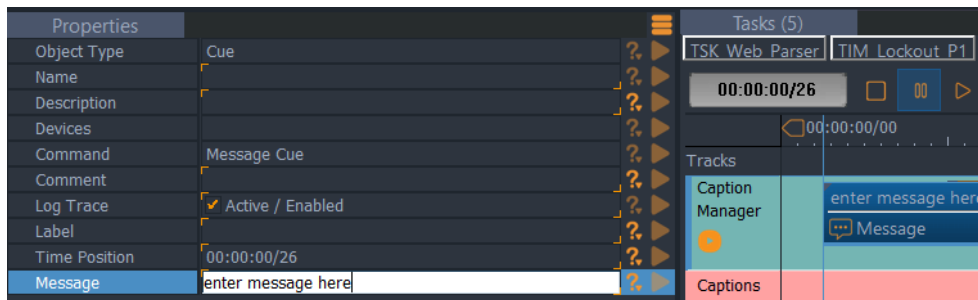 Properties
Object Type Cue
Name
Description
Devices
Command Message Cue
Comment
Log Trace Active / Enabled
Label
Time Position 00:00:00/26
Message enter message here
Tasks (5)
TSK Web Parser TIM Lockout P1
00:00:00/26
00:00:00/00
Tracks
Caption Manager
enter message here
Message
Captions